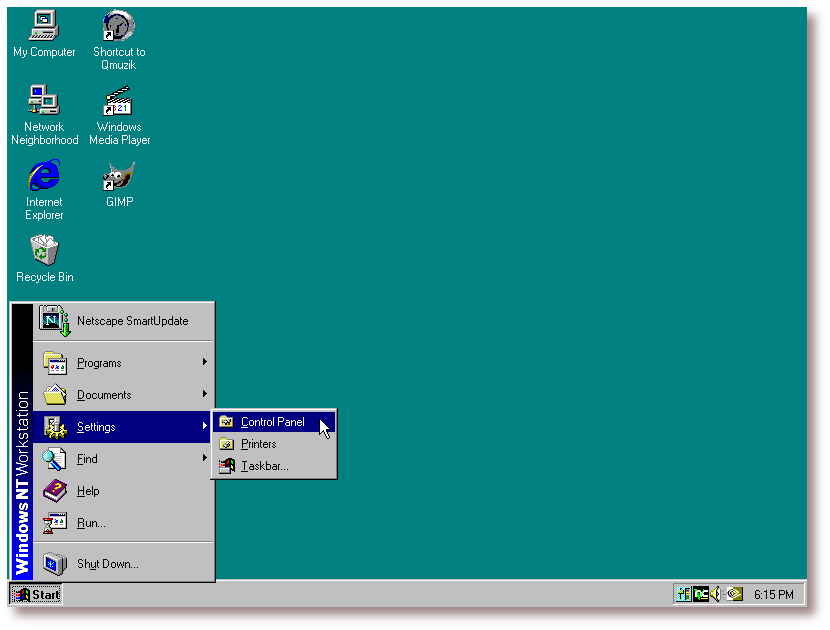 My Computer
Shortcut to
Qmuzik
Network
Neighborhood
Windows
Media Player
Internet
Explorer
GIMP
Recycle Bin
Netscape SmartUpdate
Programs
Documents
Settings
Find
Help
Run...
Shut Down...
Windows NT Workstation
Control Panel
Printers
Taskbar...
Start
6:15 PM